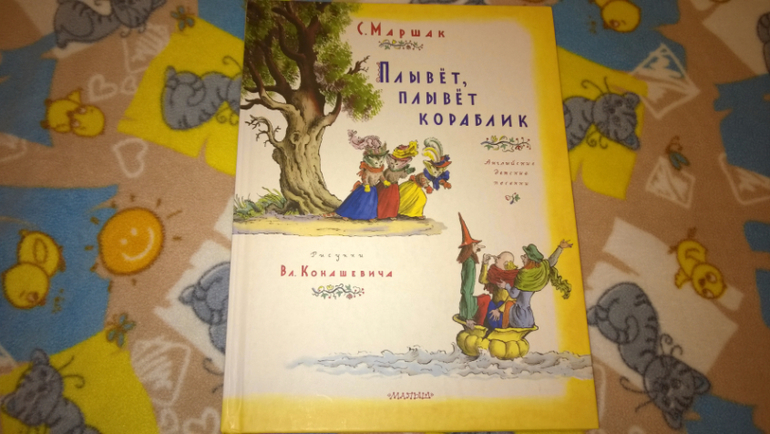 С. Маршак
Плывёт,
плывёт
кораблик
Английские
детские
песенки
Рисунки
Вл. Конашевича
МАЛЫШ